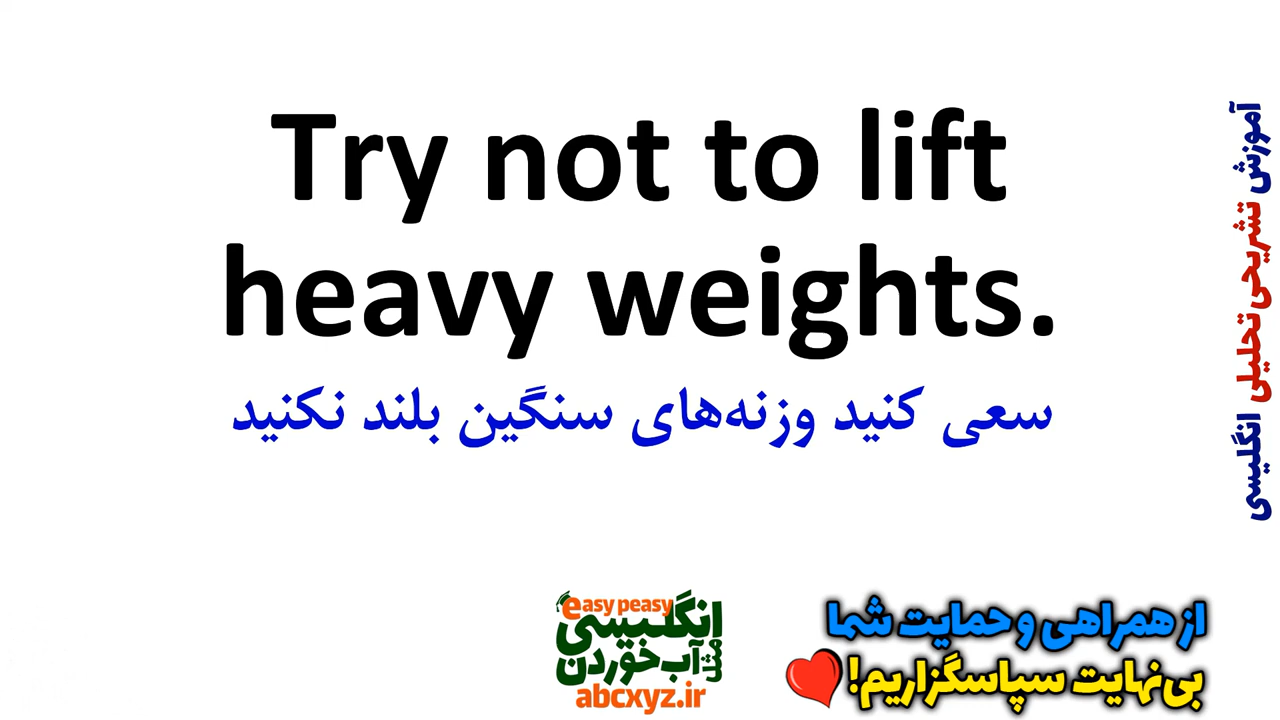 Try not to lift
heavy weights.
سعی کنید وزنه‌های سنگین بلند نکنید
آموزش تشریحی تحلیلی انگلیسی
easy peasy
انگلیسی
مثل آب خوردن
abcxyz.ir
از همراهی و حمایت شما
بی‌نهایت سپاسگزاریم!